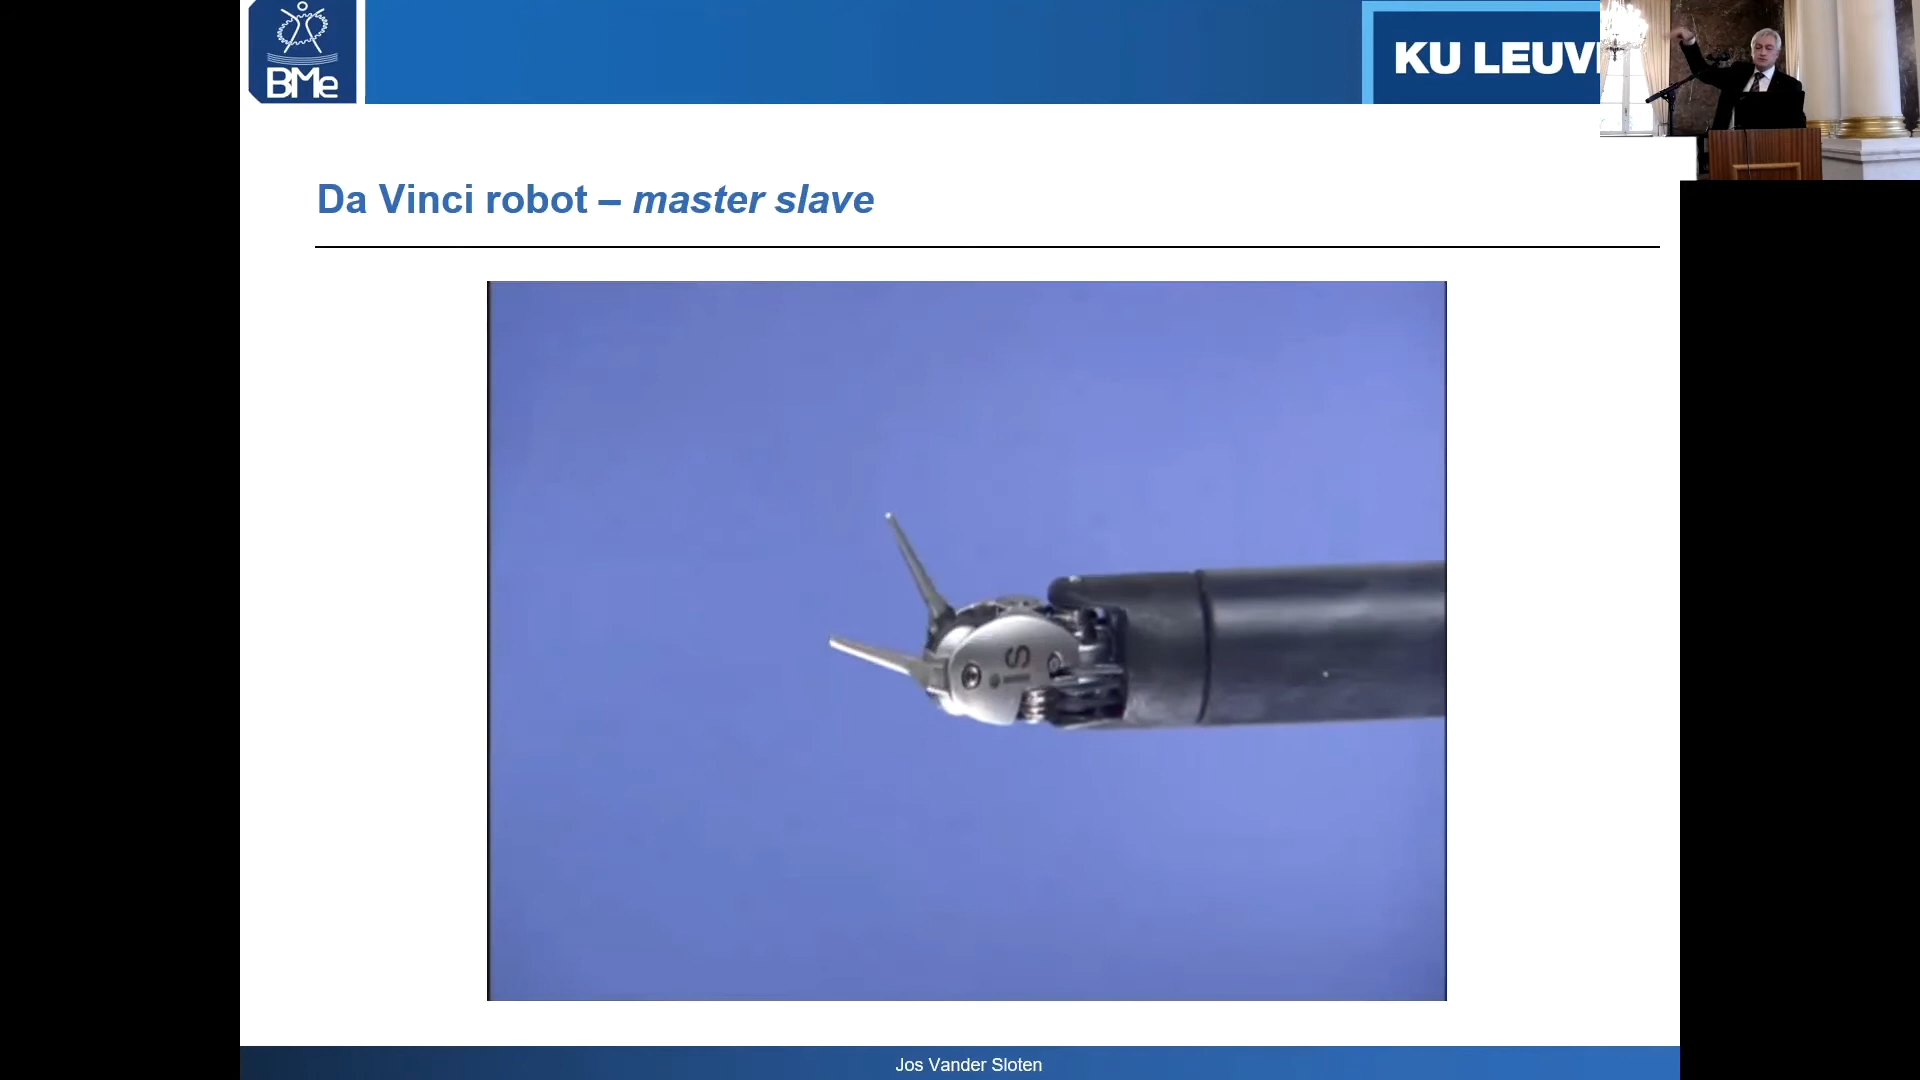 BMe
KU LEUV
Da Vinci robot – master slave
S
Jos Vander Sloten